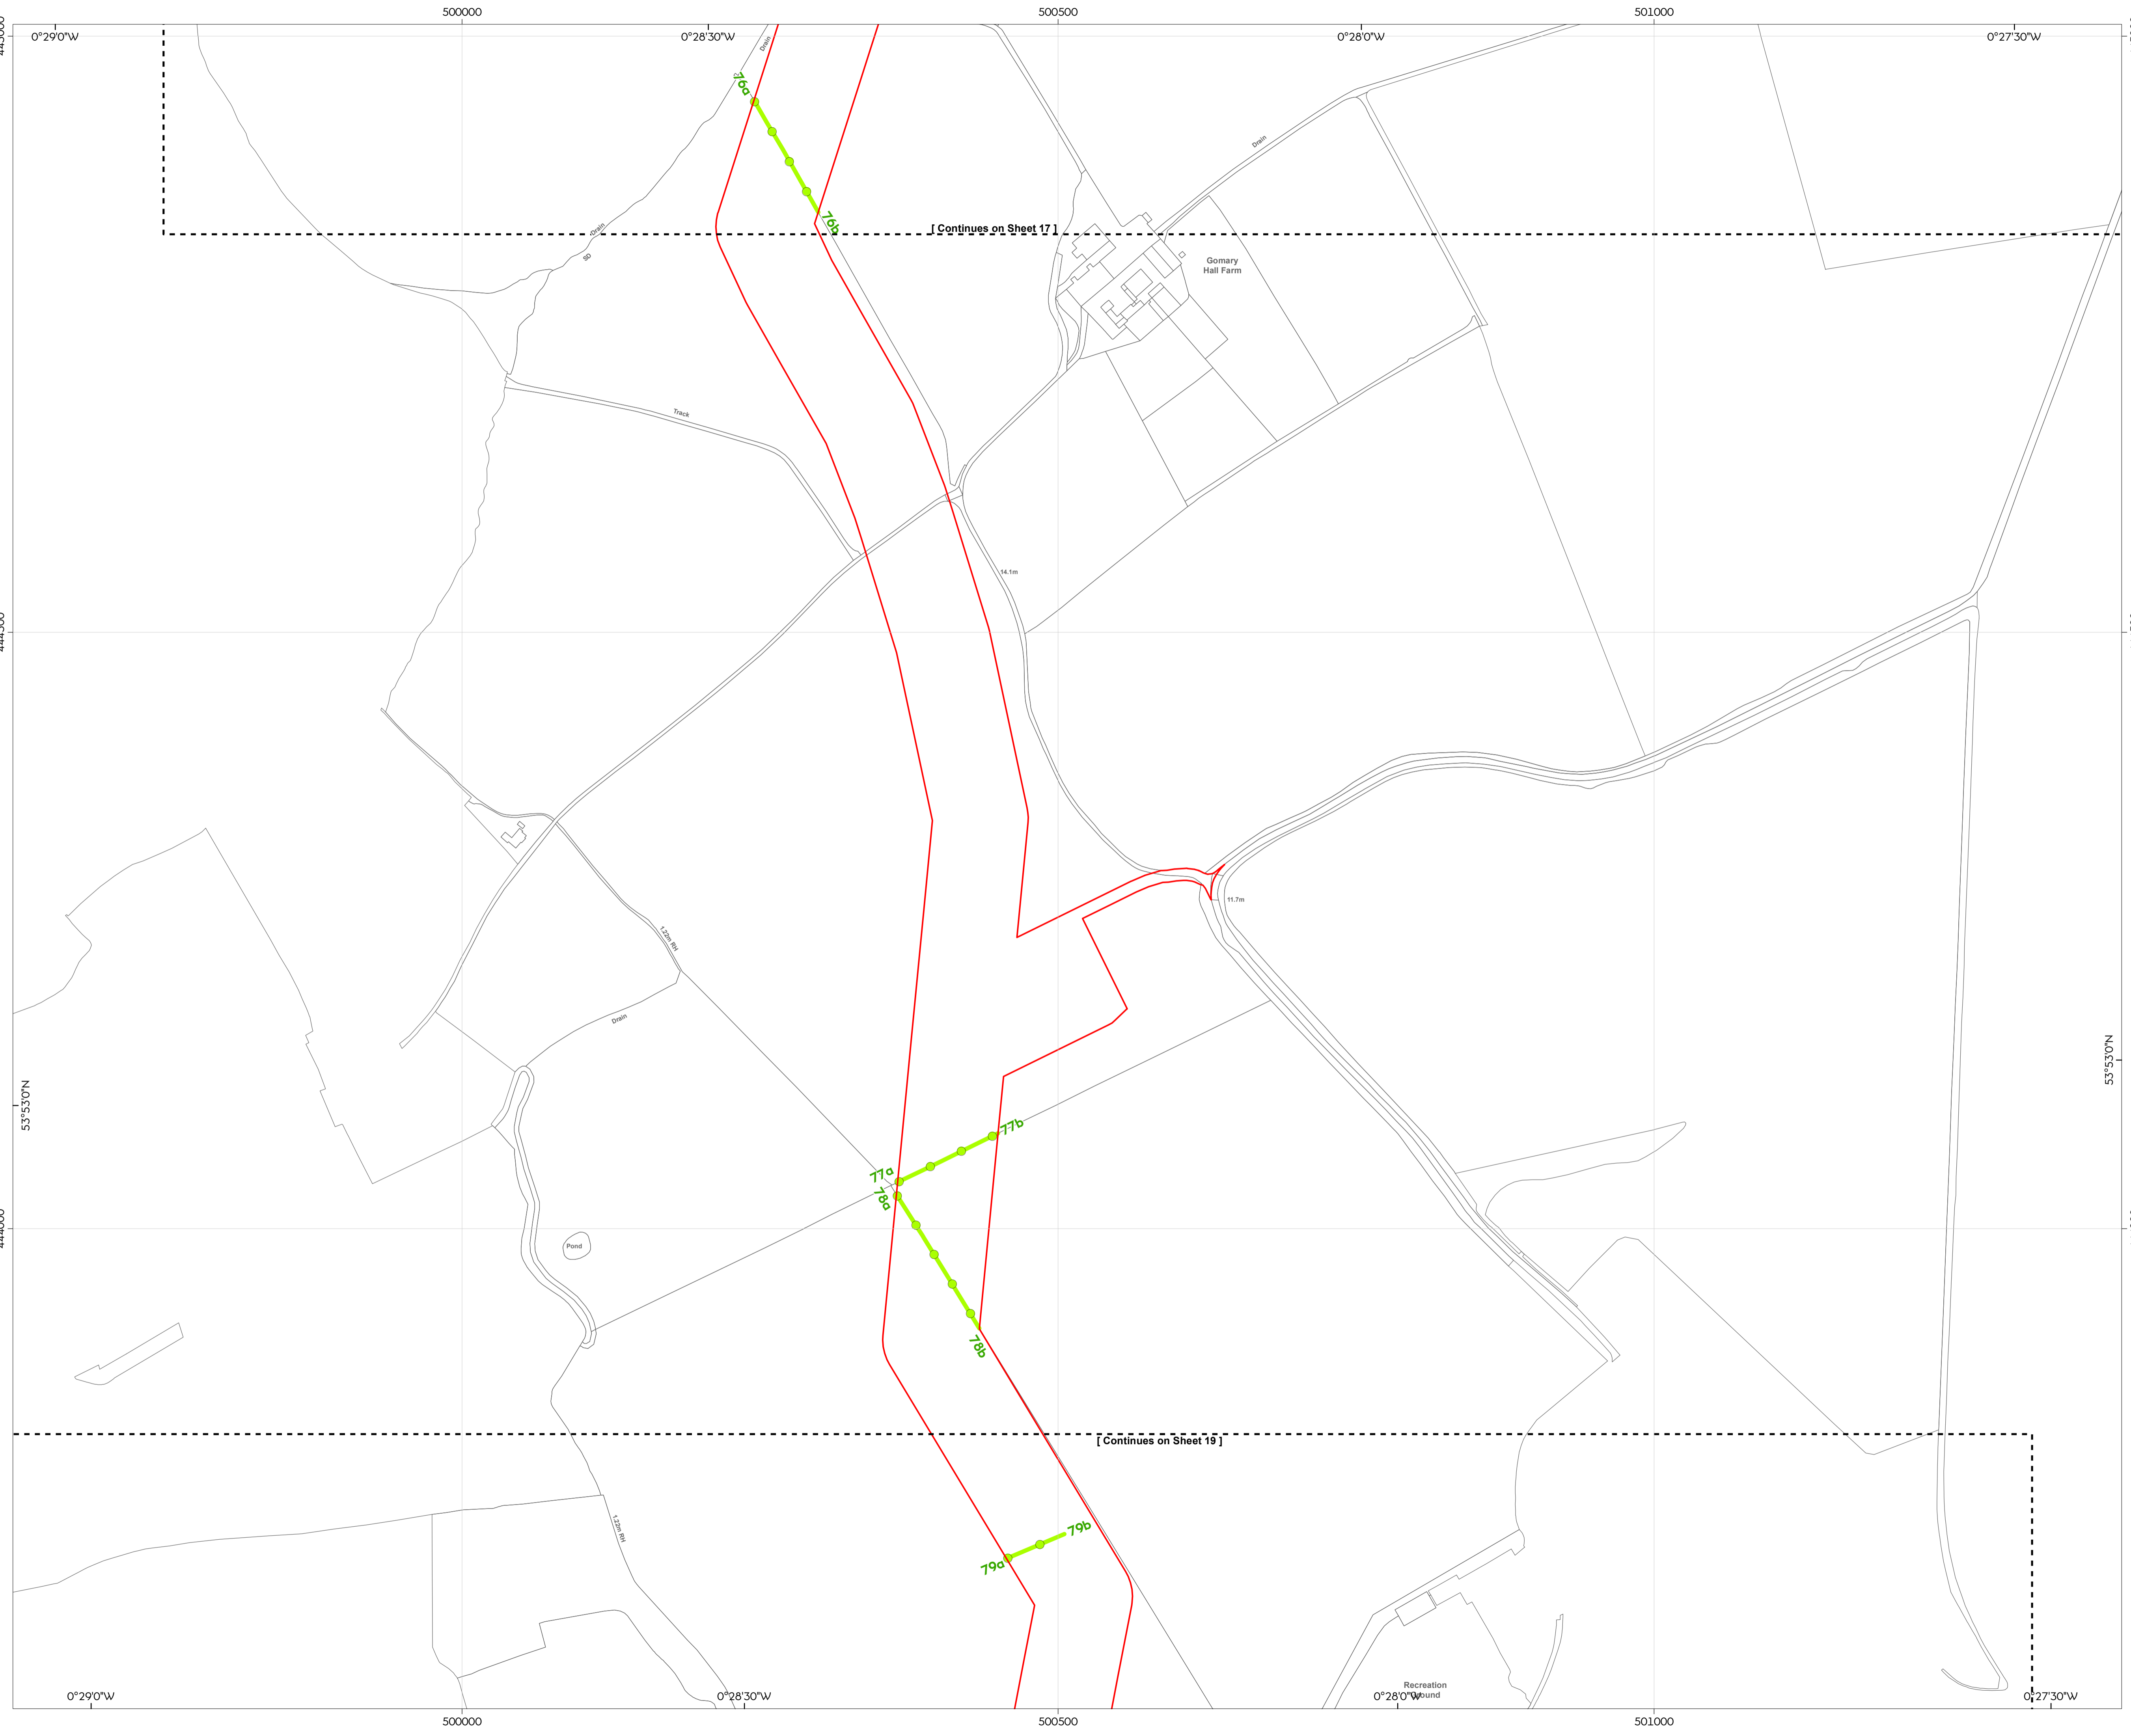 500000
500500
501000
0°29'0"W
0°28'30"W
0°28'0"W
0°27'30"W
Drain
76a
Drain
76b
[ Continues on Sheet 17 ]
Drain
SD
Gomary
Hall Farm
Track
14.1m
11.7m
1.22m RH
Drain
53°53'0"N
53°53'0"N
77b
77a
78a
444000
Pond
78b
[ Continues on Sheet 19 ]
1.22m RH
79b
79a
Recreation
0°29'0"W
0°28'30"W
0°28'0"W
0°27'30"W
500000
500500
501000